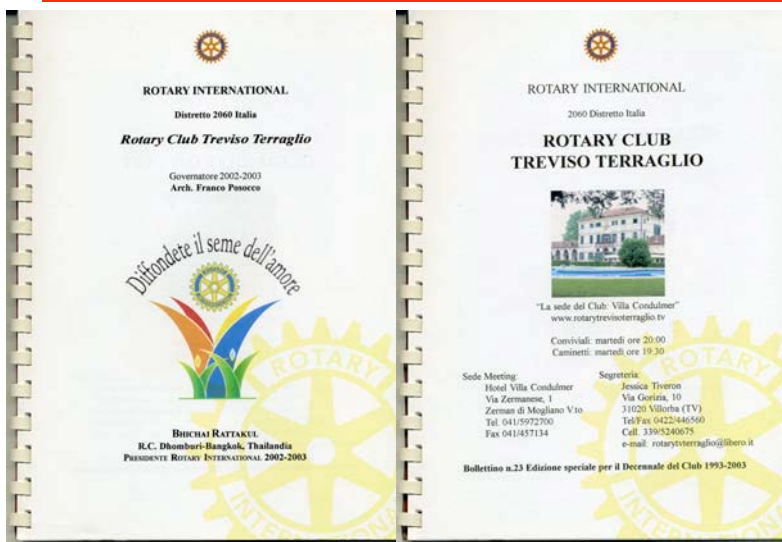 ROTARY INTERNATIONAL
Distretto 2060 Italia
Rotary Club Treviso Terraglio
Governatore 2002-2003
Arch. Franco Posocco
Diffondete il seme dell'amore
ROTARY
INTERNATIONAL
BHICHAI RATTAKUL
R.C. Dhomburi-Bangkok, Thailandia
PRESIDENTE ROTARY INTERNATIONAL 2002-2003
ROTARY INTERNATIONAL
2060 Distretto Italia
ROTARY CLUB
TREVISO TERRAGLIO
"La sede del Club: Villa Condulmer"
www.rotarytrevisoterraglio.tv
Conviviali: martedì ore 20:00
Caminetti: martedì ore 19:30
Sede Meeting:
Hotel Villa Condulmer
Via Zermanese, 1
Zerman di Mogliano V.to
Tel. 041/5972700
Fax 041/457134
Segreteria:
Jessica Tiveron
Via Gorizia, 10
31020 Villorba (TV)
Tel/Fax 0422/446560
Cell. 339/5240675
e-mail: rotarytvterraglio@libero.it
Bollettino n.23 Edizione speciale per il Decennale del Club 1993-2003
ROTARY
INTERNATIONAL